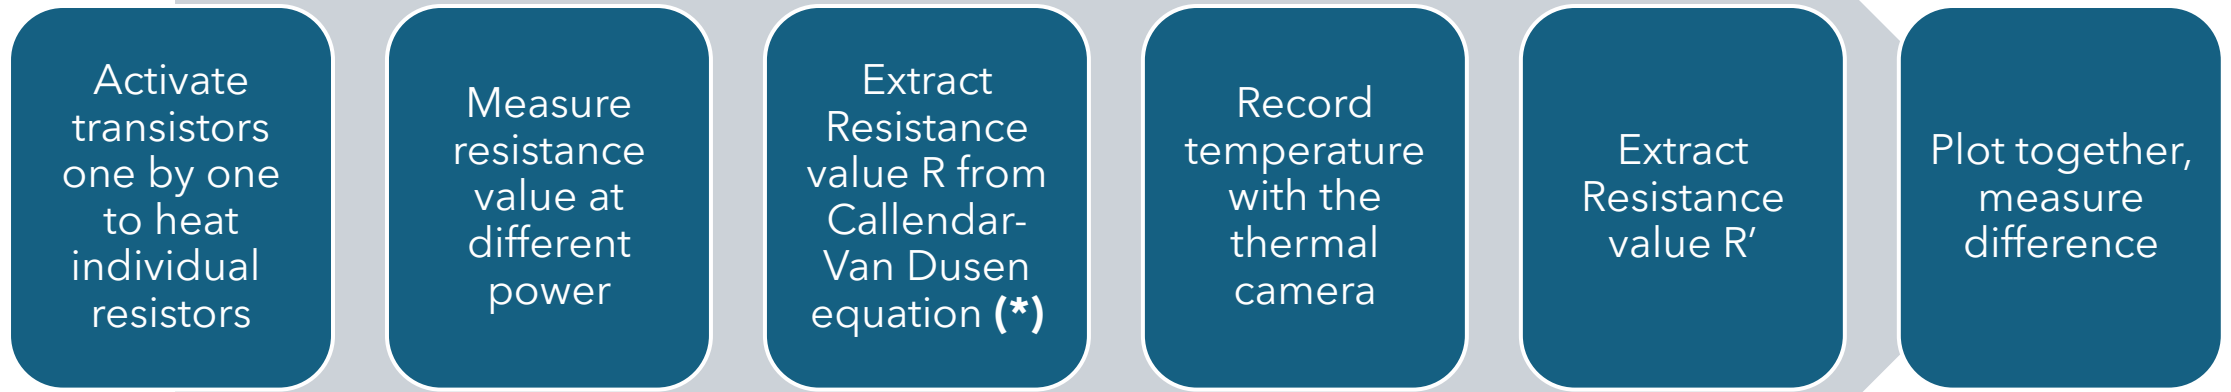 Activate
transistors
one by one
to heat
individual
resistors
Measure
resistance
value at
different
power
Extract
Resistance
value R from
Callendar-
Van Dusen
equation (*)
Record
temperature
with the
thermal
camera
Extract
Resistance
value R’
Plot together,
measure
difference